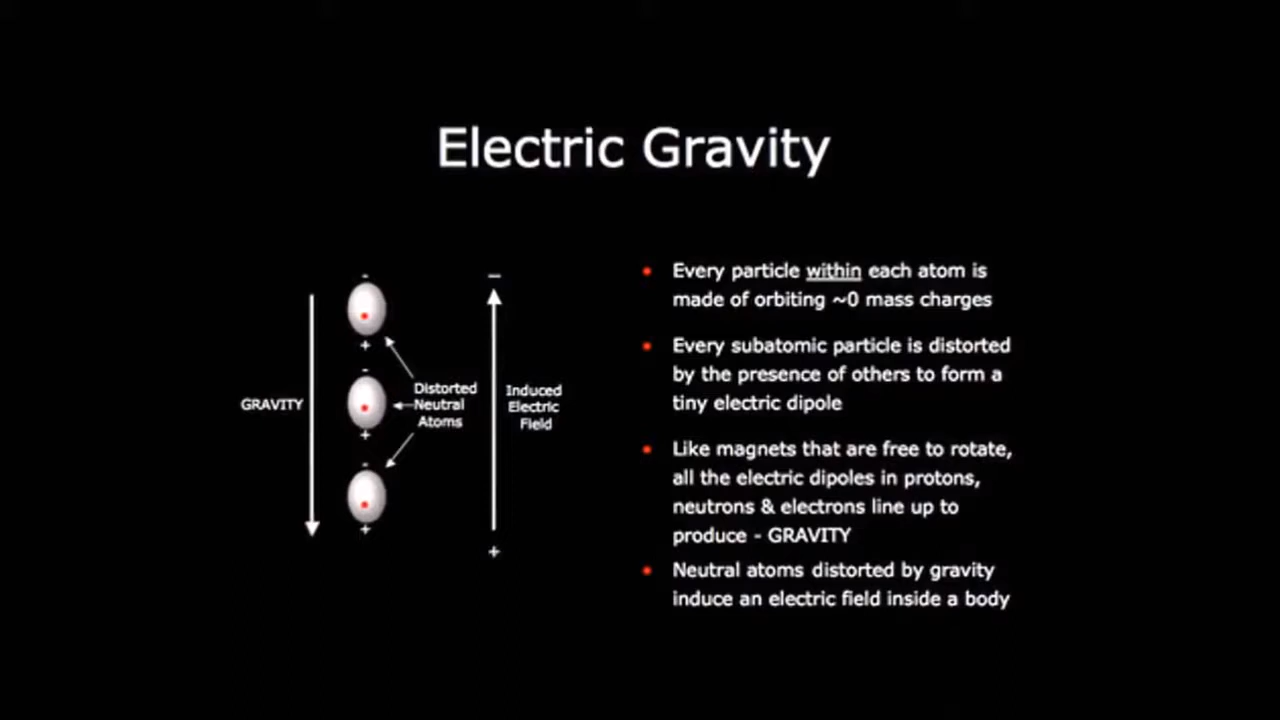 Electric Gravity
-
+
-
+
-
+
GRAVITY
Distorted
Neutral
Atoms
–
+
Induced
Electric
Field
• Every particle within each atom is
made of orbiting ~0 mass charges
• Every subatomic particle is distorted
by the presence of others to form a
tiny electric dipole
• Like magnets that are free to rotate,
all the electric dipoles in protons,
neutrons & electrons line up to
produce - GRAVITY
• Neutral atoms distorted by gravity
induce an electric field inside a body